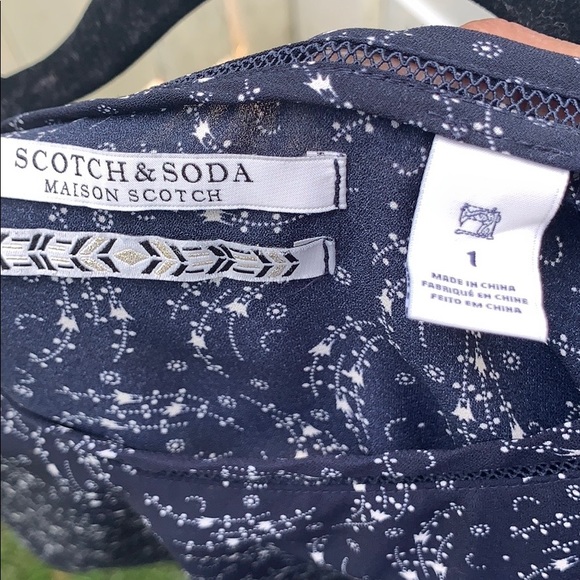 SCOTCH & SODA
MAISON SCOTCH
1
MADE IN CHINA
FABRIQUÉ EN CHINE
FEITO EM CHINA